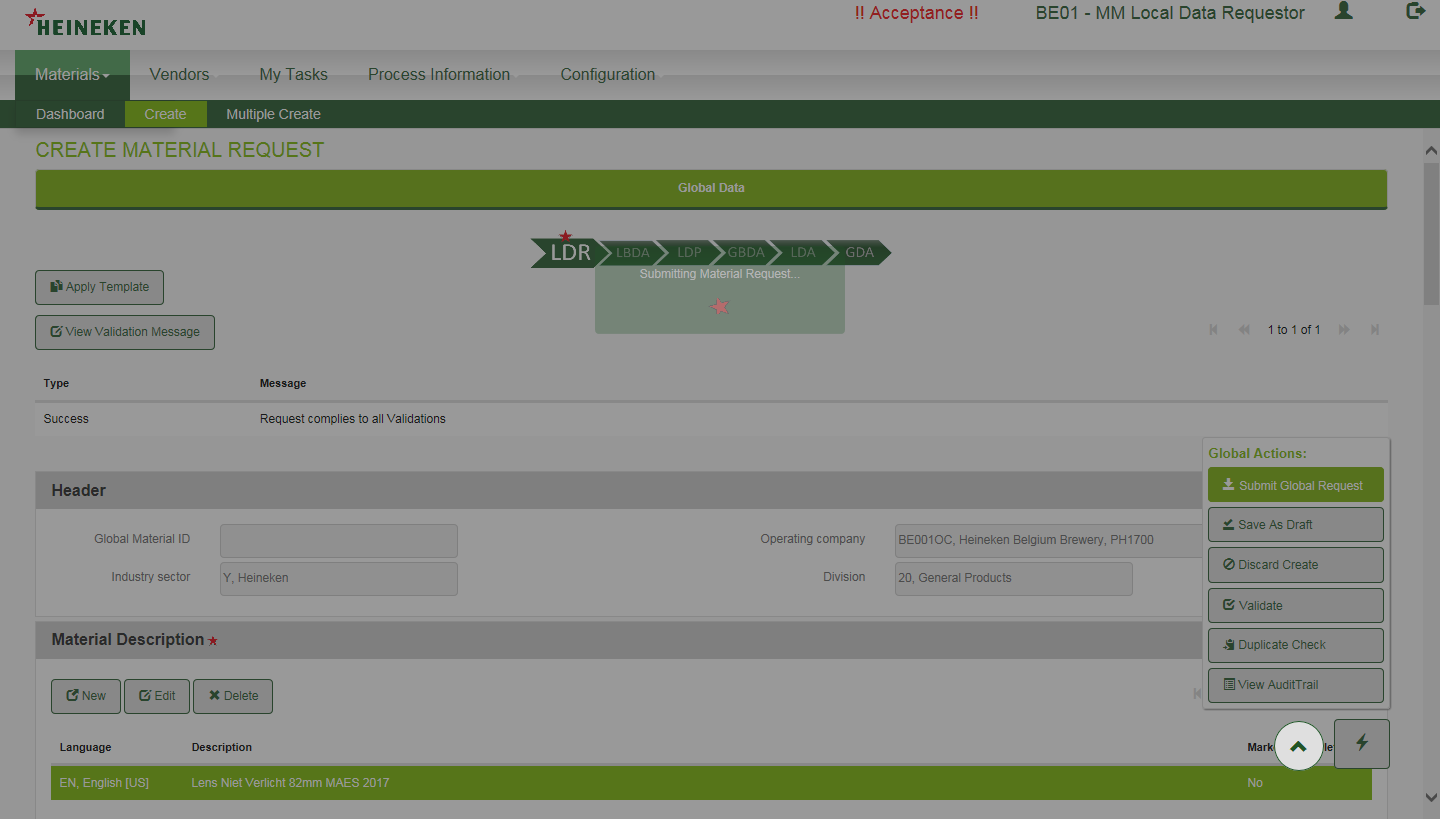 HEINEKEN
!! Acceptance !!
BE01 - MM Local Data Requestor
Materials
Vendors
My Tasks
Process Information
Configuration
Dashboard
Create
Multiple Create
CREATE MATERIAL REQUEST
Global Data
LDR
LBDA
LDP
GBDA
LDA
GDA
Submitting Material Request...
Apply Template
View Validation Message
1 to 1 of 1
Type
Message
Success
Request complies to all Validations
Global Actions:
Submit Global Request
Save As Draft
Discard Create
Validate
Duplicate Check
View AuditTrail
Header
Global Material ID
Operating company
BE001OC, Heineken Belgium Brewery, PH1700
Industry sector
Y, Heineken
Division
20, General Products
Material Description
New
Edit
Delete
Language
Description
EN, English [US]
Lens Niet Verlicht 82mm MAES 2017
No